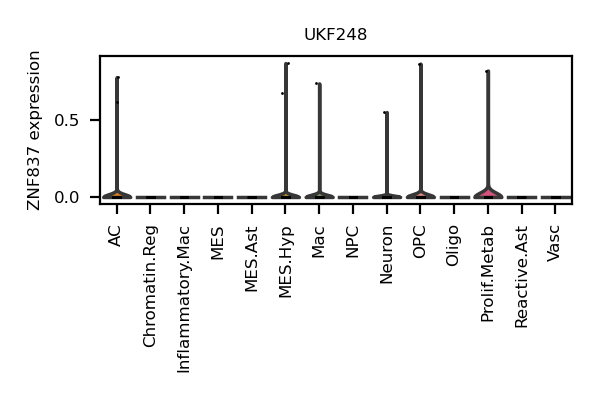 UKF248
ZNF837 expression
0.5
0.0
AC
Chromatin.Reg
Inflammatory.Mac
MES
MES.Ast
MES.Hyp
Mac
NPC
Neuron
OPC
Oligo
Prolif.Metab
Reactive.Ast
Vasc